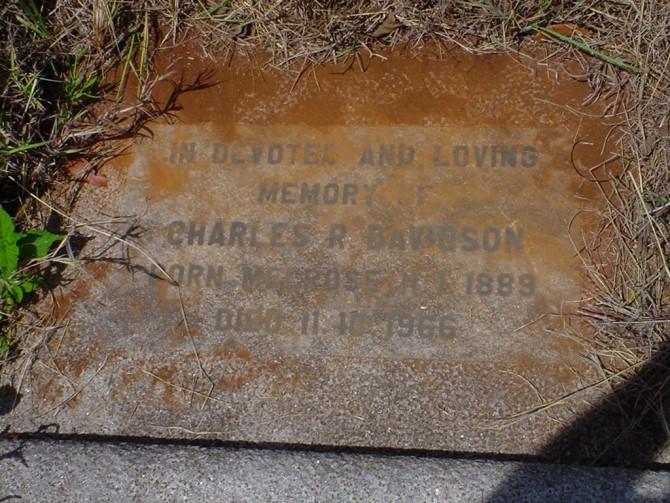 IN DEVOTED AND LOVING
MEMORY OF
CHARLES R. DAVIDSON
BORN MELROSE 1889
DIED 11. 10. 1966